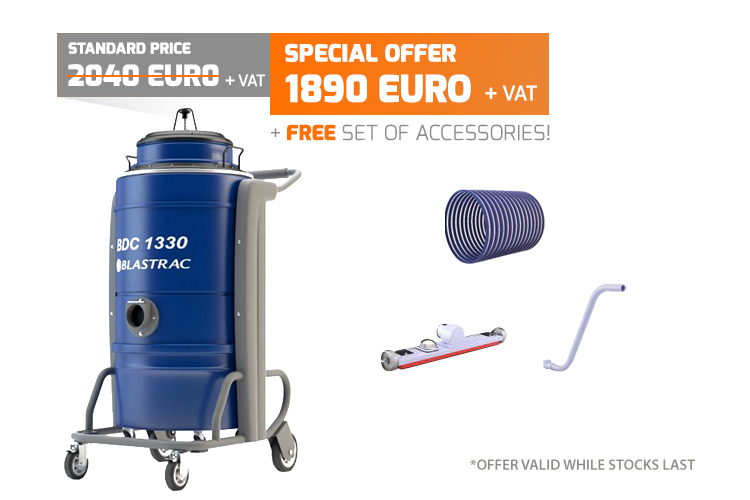 STANDARD PRICE
2040 EURO + VAT
SPECIAL OFFER
1890 EURO + VAT
+ FREE SET OF ACCESSORIES!
BDC 1330
BLASTRAC
*OFFER VALID WHILE STOCKS LAST